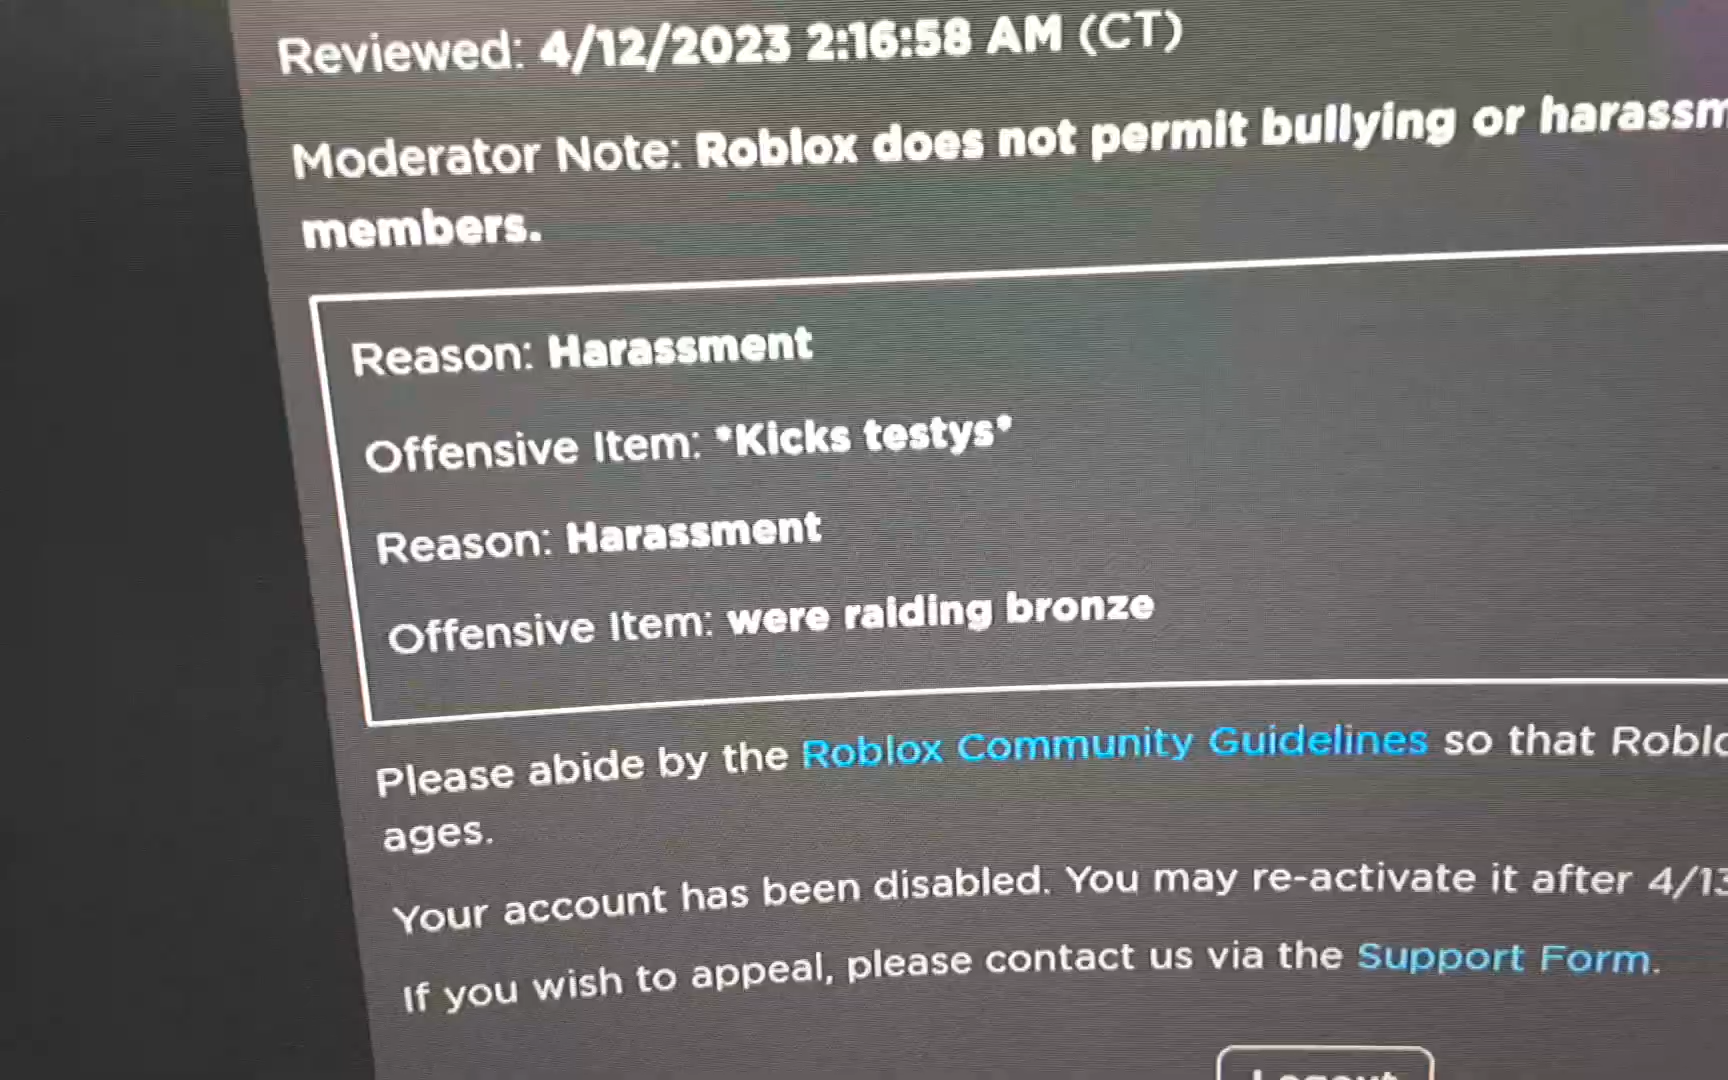 Reviewed: 4/12/2023 2:16:58 AM (CT)
Moderator Note: Roblox does not permit bullying or harassm
members.
Reason: Harassment
Offensive Item: *Kicks testys*
Reason: Harassment
Offensive Item: were raiding bronze
Please abide by the Roblox Community Guidelines so that Roblo
ages.
Your account has been disabled. You may re-activate it after 4/13
If you wish to appeal, please contact us via the Support Form.
Logout